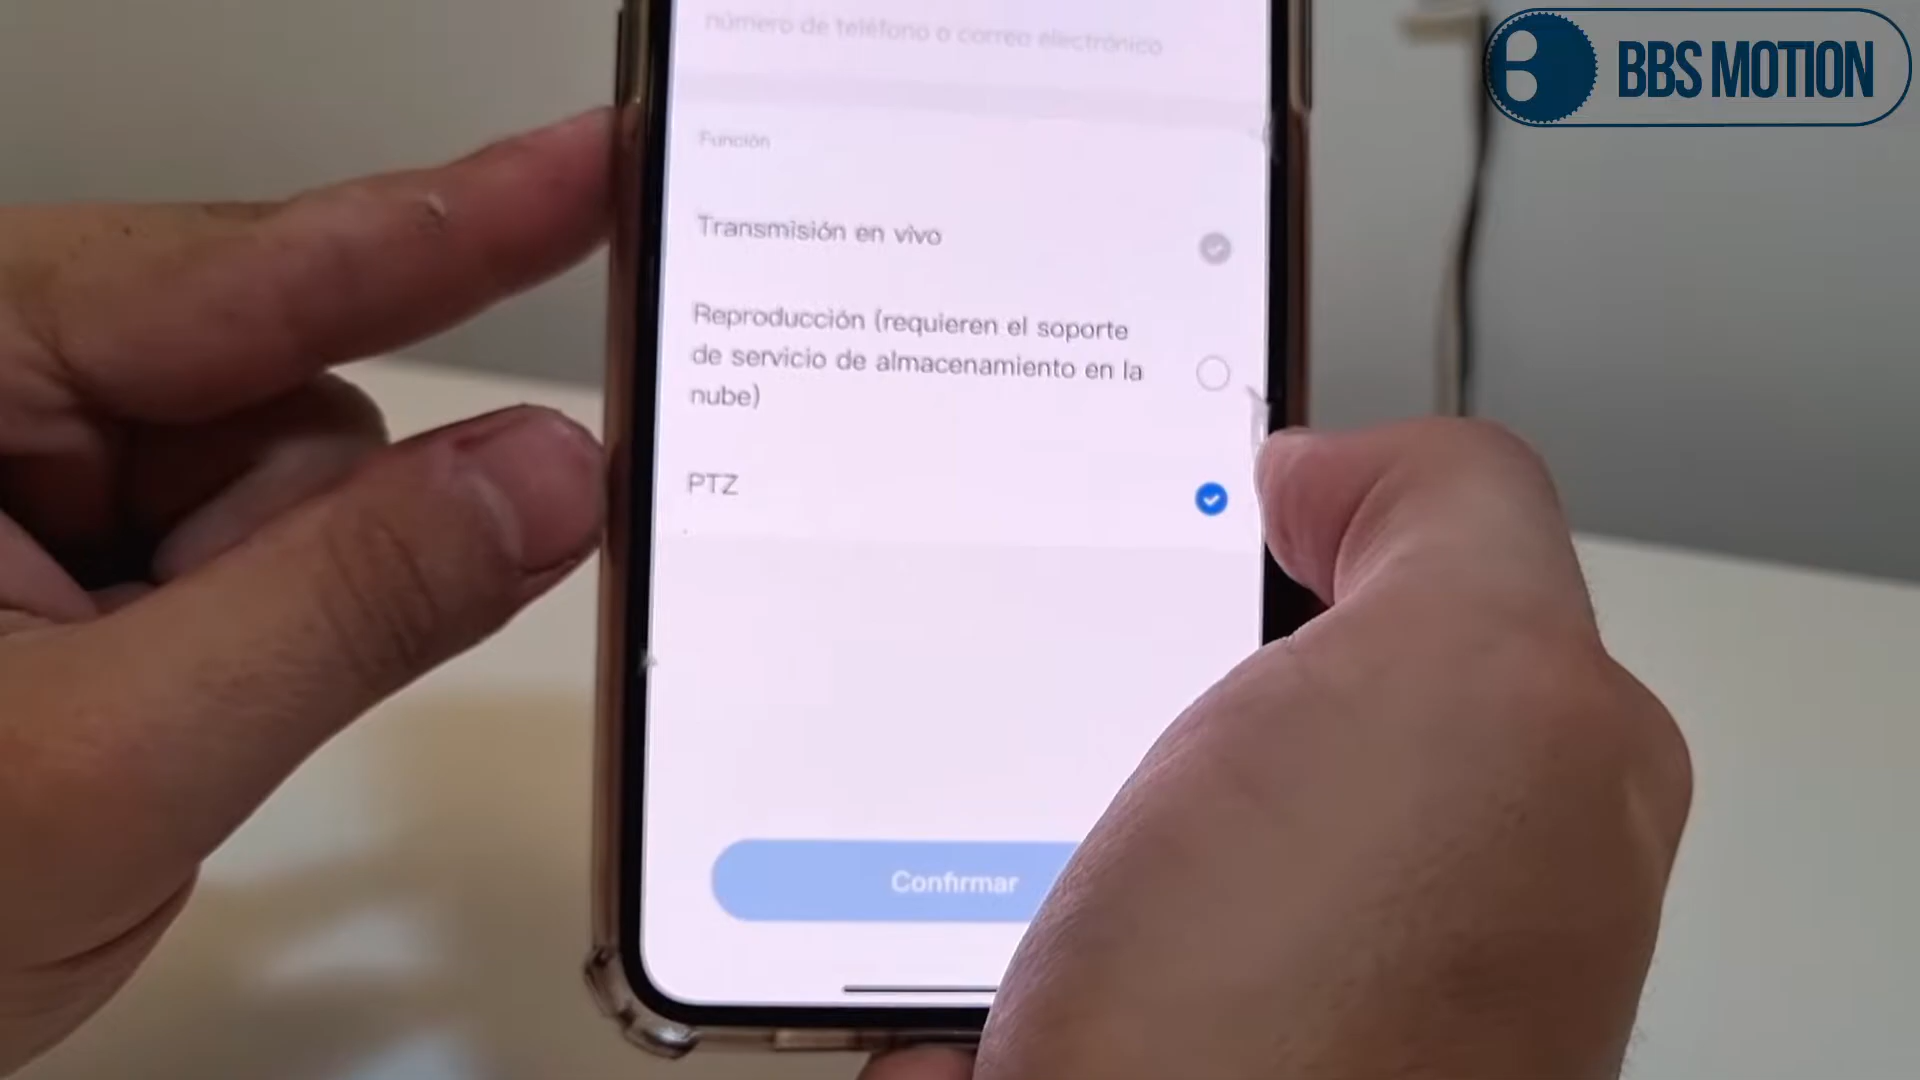 BBS MOTION
número de teléfono o correo electrónico
Función
Transmisión en vivo
Reproducción (requieren el soporte
de servicio de almacenamiento en la
nube)
PTZ
Confirmar